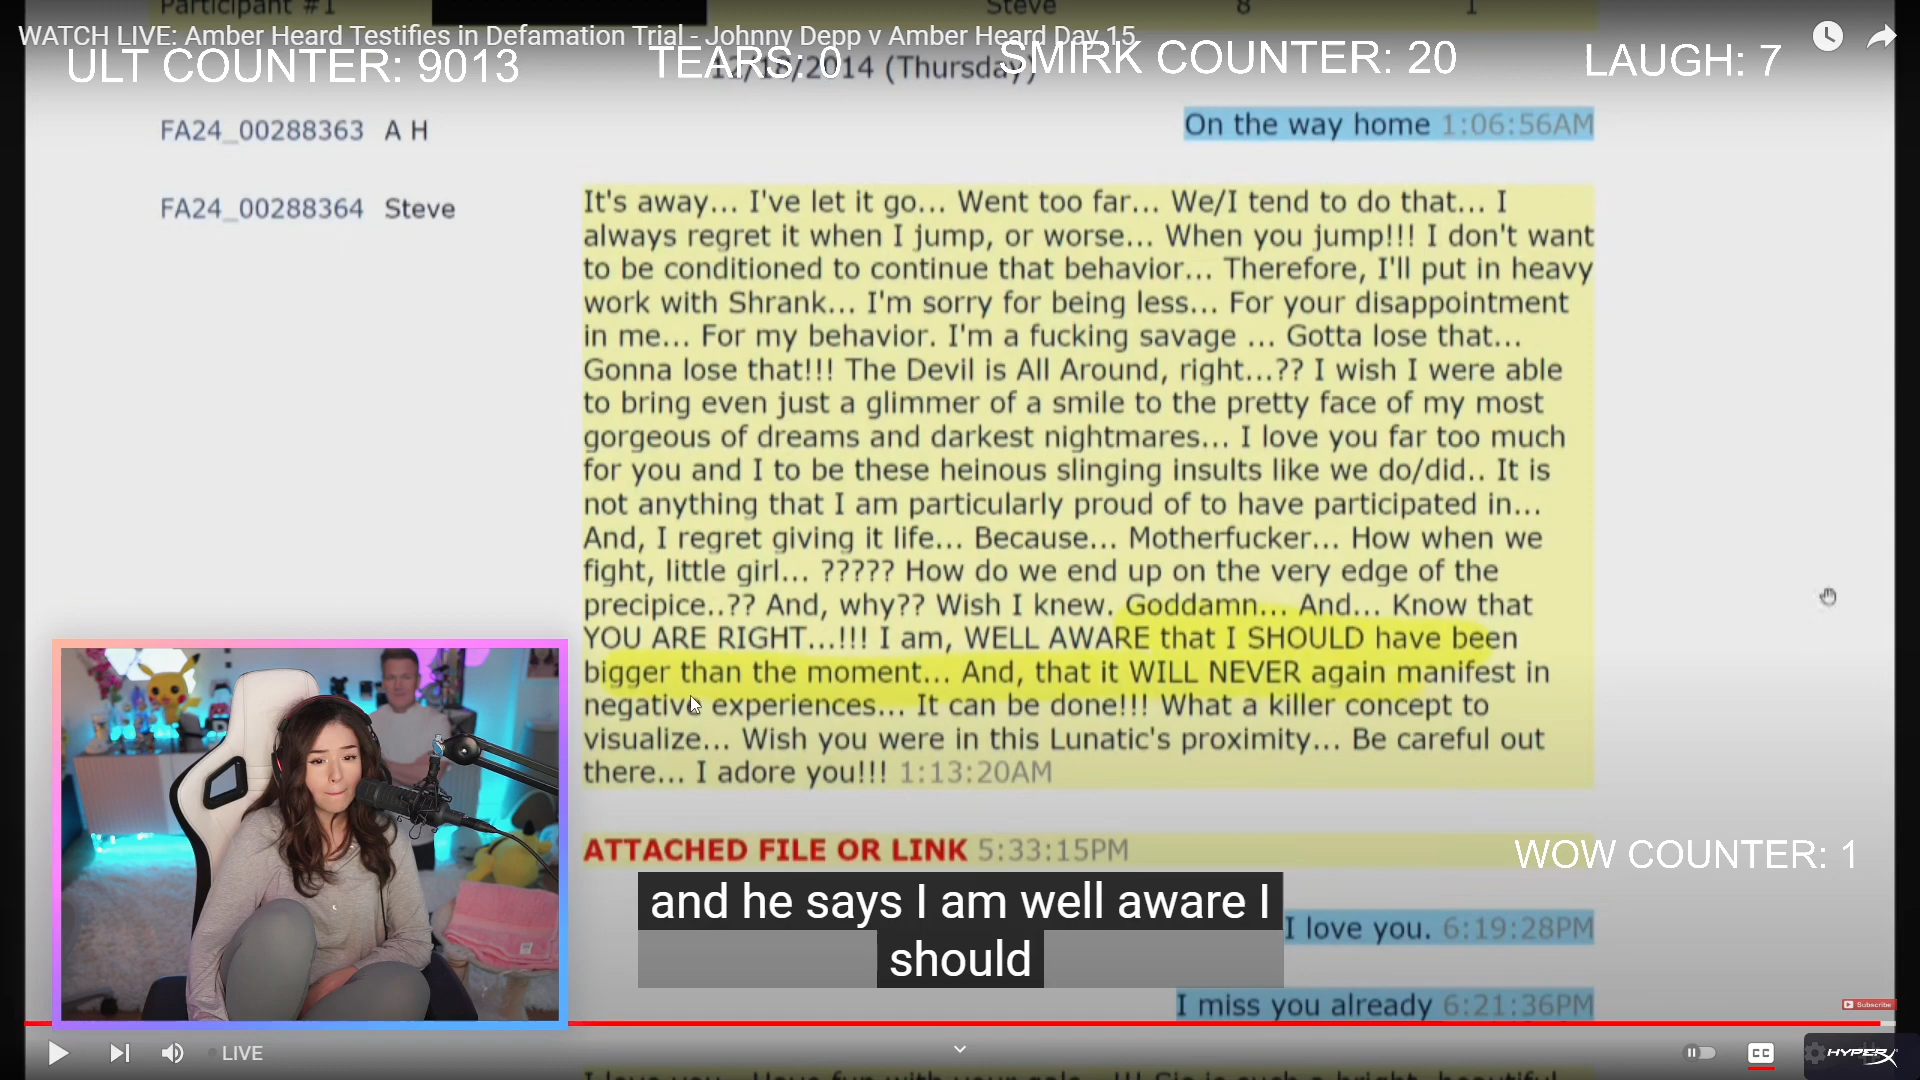 Participant #1 Steve 8 1
WATCH LIVE: Amber Heard Testifies in Defamation Trial - Johnny Depp v Amber Heard Day 15
ULT COUNTER: 9013
TEARS: 0
SMIRK COUNTER: 20
LAUGH: 7
12/18/2014 (Thursday)
FA24_00288363 A H
On the way home 1:06:56AM
FA24_00288364 Steve
It's away... I've let it go... Went too far... We/I tend to do that... I
always regret it when I jump, or worse... When you jump!!! I don't want
to be conditioned to continue that behavior... Therefore, I'll put in heavy
work with Shrank... I'm sorry for being less... For your disappointment
in me... For my behavior. I'm a fucking savage ... Gotta lose that...
Gonna lose that!!! The Devil is All Around, right...?? I wish I were able
to bring even just a glimmer of a smile to the pretty face of my most
gorgeous of dreams and darkest nightmares... I love you far too much
for you and I to be these heinous slinging insults like we do/did.. It is
not anything that I am particularly proud of to have participated in...
And, I regret giving it life... Because... Motherfucker... How when we
fight, little girl... ????? How do we end up on the very edge of the
precipice..?? And, why?? Wish I knew. Goddamn... And... Know that
YOU ARE RIGHT...!!! I am, WELL AWARE that I SHOULD have been
bigger than the moment... And, that it WILL NEVER again manifest in
negative experiences... It can be done!!! What a killer concept to
visualize... Wish you were in this Lunatic's proximity... Be careful out
there... I adore you!!! 1:13:20AM
ATTACHED FILE OR LINK 5:33:15PM
WOW COUNTER: 1
and he says I am well aware I
should
I love you. 6:19:28PM
I miss you already 6:21:36PM
Subscribe
LIVE
CC
HYPERX